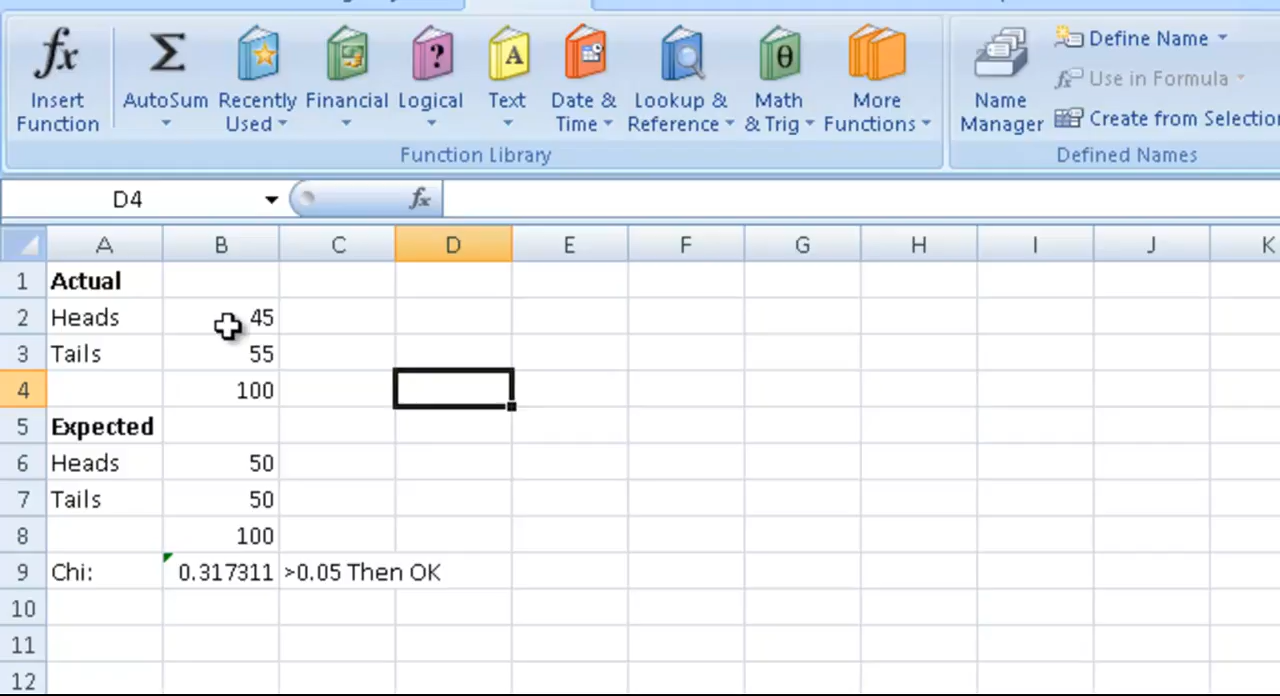 fx Σ ? A θ
Insert Function
AutoSum
Recently Used
Financial
Logical
Text
Date & Time
Lookup & Reference
Math & Trig
More Functions
Function Library
Name Manager
Define Name
Use in Formula
Create from Selection
Defined Names
D4 fx
A B C D E F G H I J K
1 Actual
2 Heads 45
3 Tails 55
4 100
5 Expected
6 Heads 50
7 Tails 50
8 100
9 Chi: 0.317311 >0.05 Then OK
10
11
12